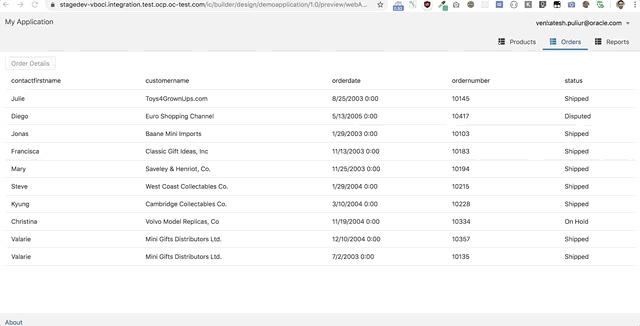 stagedev-vboci.integration.test.ocp.oc-test.com/ic/builder/design/demoapplication/1.0/preview/webA...
My Application
venkatesh.puliur@oracle.com
Products Orders Reports
Order Details
contactfirstname customername orderdate ordernumber status
Julie Toys4GrownUps.com 8/25/2003 0:00 10145 Shipped
Diego Euro Shopping Channel 5/13/2005 0:00 10417 Disputed
Jonas Baane Mini Imports 1/29/2003 0:00 10103 Shipped
Francisca Classic Gift Ideas, Inc 11/13/2003 0:00 10183 Shipped
Mary Saveley & Henriot, Co. 11/25/2003 0:00 10194 Shipped
Steve West Coast Collectables Co. 1/29/2004 0:00 10215 Shipped
Kyung Cambridge Collectables Co. 3/10/2004 0:00 10228 Shipped
Christina Volvo Model Replicas, Co 11/19/2004 0:00 10334 On Hold
Valarie Mini Gifts Distributors Ltd. 12/10/2004 0:00 10357 Shipped
Valarie Mini Gifts Distributors Ltd. 7/2/2003 0:00 10135 Shipped
About